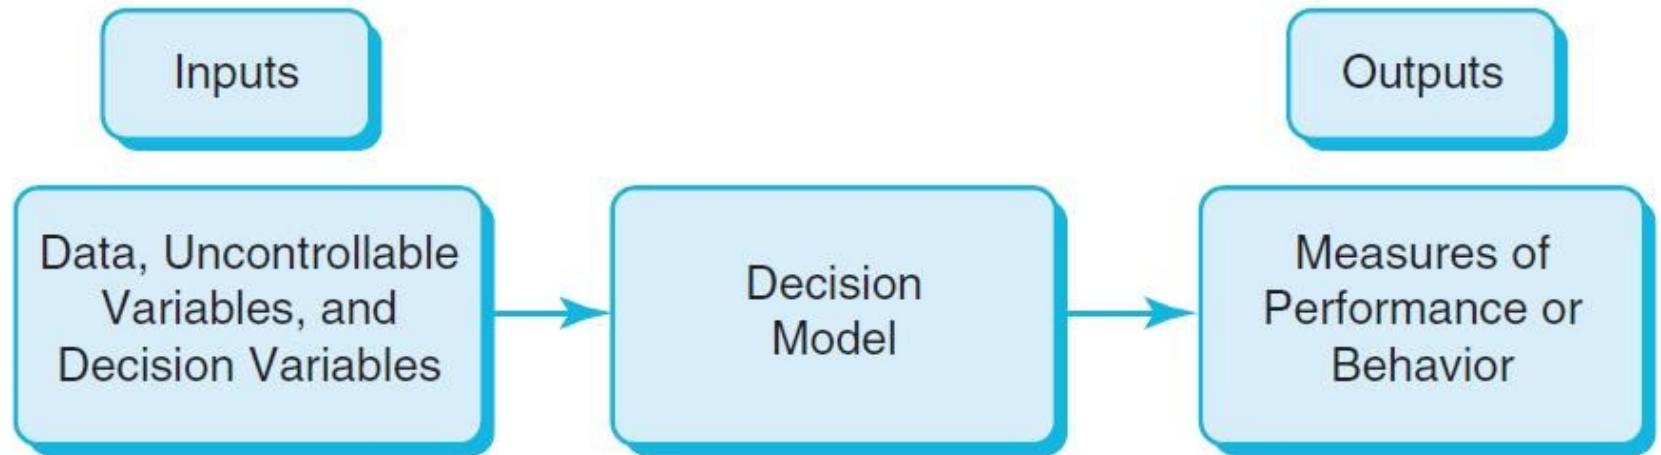 Inputs
Outputs
Data, Uncontrollable
Variables, and
Decision Variables
Decision
Model
Measures of
Performance or
Behavior